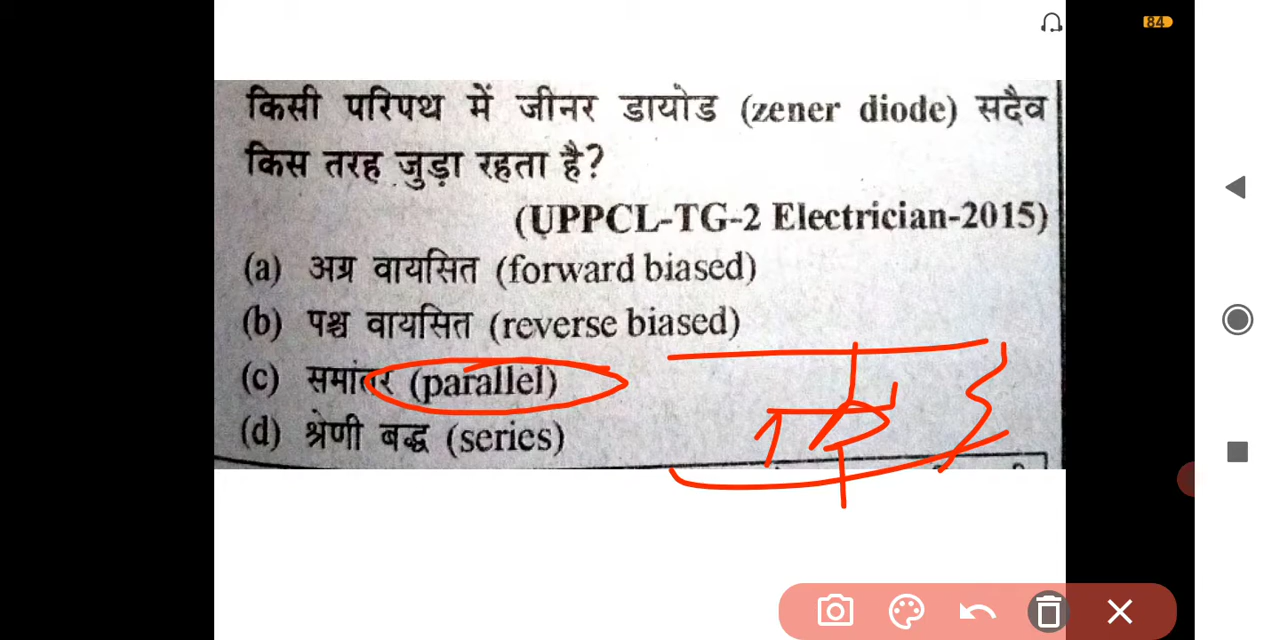 84
किसी परिपथ में जीनर डायोड (zener diode) सदैव
किस तरह जुड़ा रहता है?
(UPPCL-TG-2 Electrician-2015)
(a) अग्र वायसित (forward biased)
(b) पश्च वायसित (reverse biased)
(c) समांतर (parallel)
(d) श्रेणी बद्ध (series)